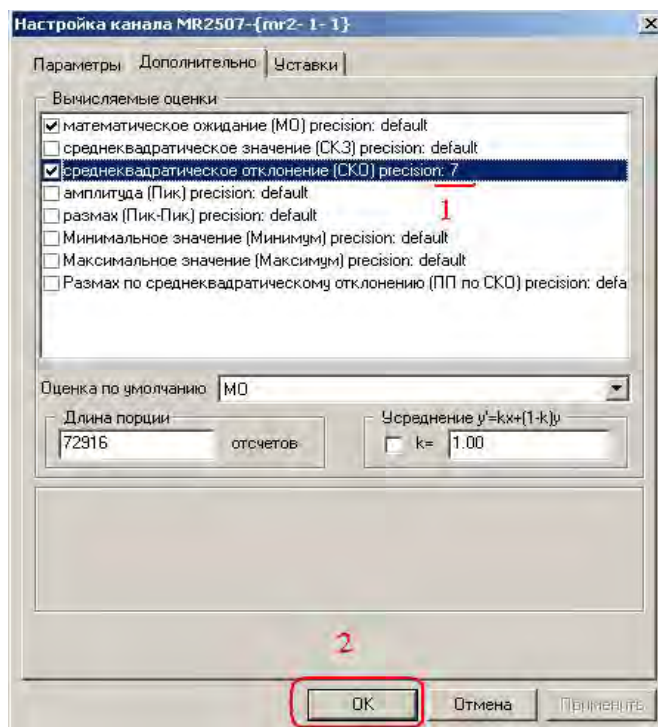 Настройка канала MR2507-{mr2- 1- 1}
Параметры Дополнительно Уставки
Вычисляемые оценки
математическое ожидание (МО) precision: default
среднеквадратическое значение (СКЗ) precision: default
среднеквадратическое отклонение (СКО) precision: 7
1
амплитуда (Пик) precision: default
размах (Пик-Пик) precision: default
Минимальное значение (Минимум) precision: default
Максимальное значение (Максимум) precision: default
Размах по среднеквадратическому отклонению (ПП по СКО) precision: defa
Оценка по умолчанию МО
Длина порции
72916 отсчетов
Усреднение y'=kx+(1-k)y
k= 1.00
2
OK Отмена Применить